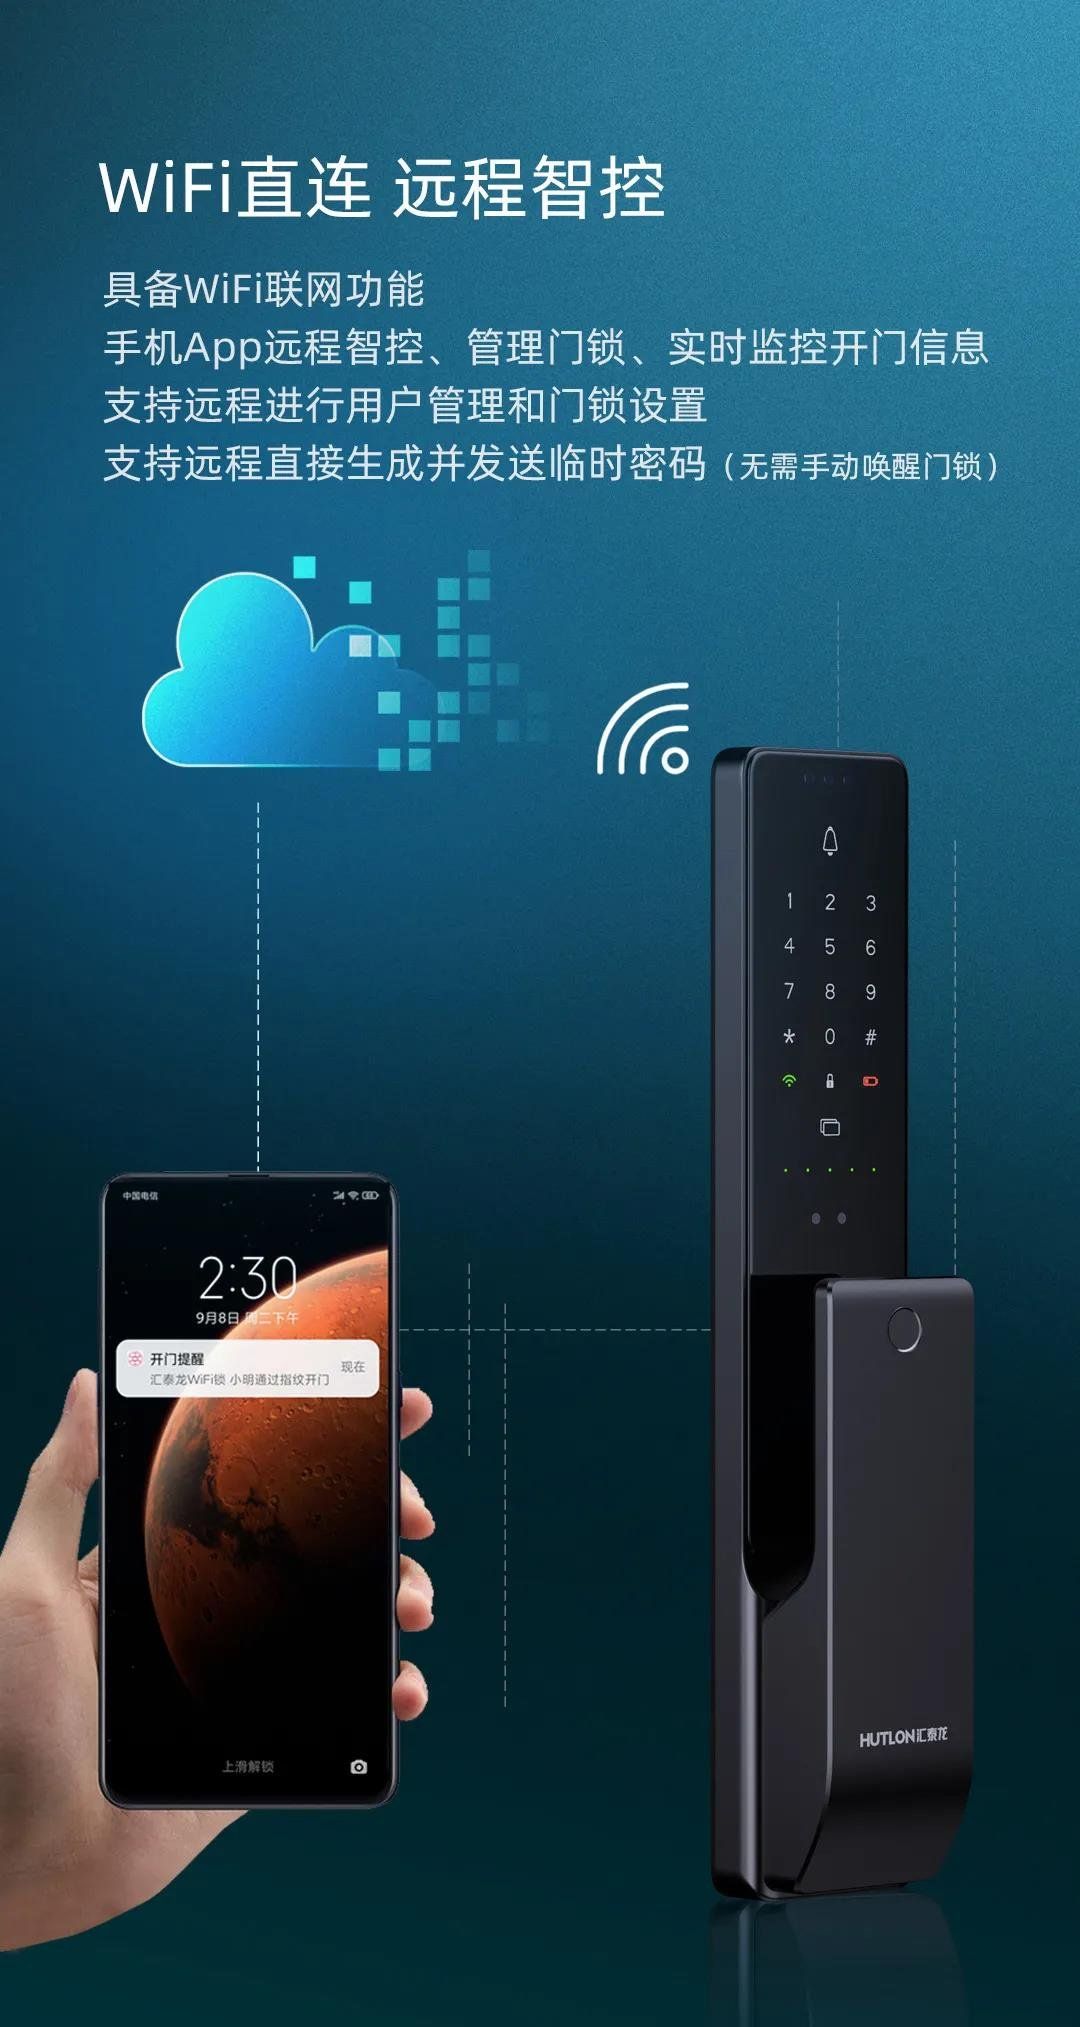 WiFi直连 远程智控
具备WiFi联网功能
手机App远程智控、管理门锁、实时监控开门信息
支持远程进行用户管理和门锁设置
支持远程直接生成并发送临时密码（无需手动唤醒门锁）
1 2 3
4 5 6
7 8 9
* 0 #
中国电信
2:30
9月8日 周二下午
开门提醒
现在
汇泰龙WiFi锁 小明通过指纹开门
上滑解锁
HUTLON汇泰龙